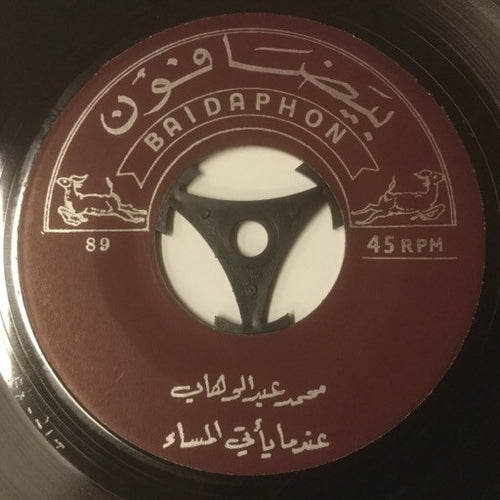 بيضافون
BAIDAPHON
89
45 RPM
محمد عبد الوهاب
عندما يأتي المساء